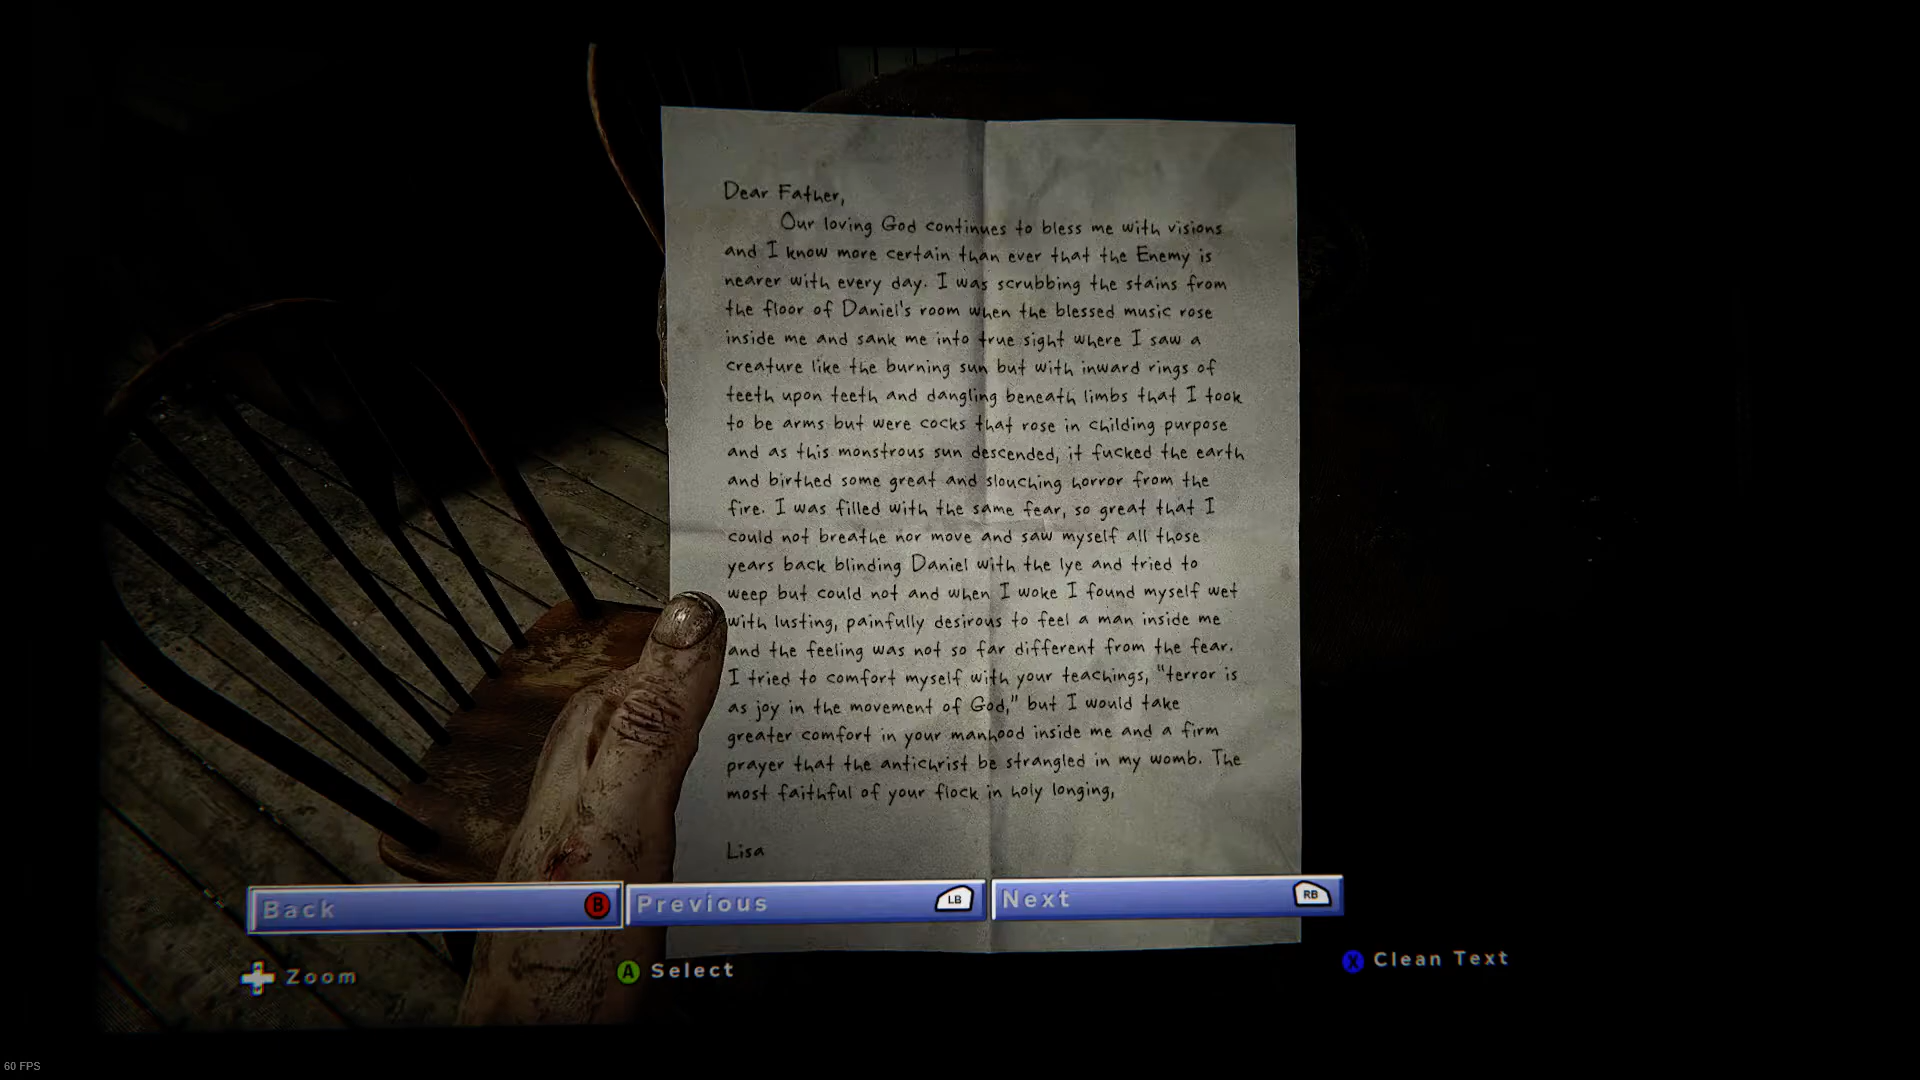 Dear Father,
Our loving God continues to bless me with visions
and I know more certain than ever that the Enemy is
nearer with every day. I was scrubbing the stains from
the floor of Daniel's room when the blessed music rose
inside me and sank me into true sight where I saw a
creature like the burning sun but with inward rings of
teeth upon teeth and dangling beneath limbs that I took
to be arms but were cocks that rose in childing purpose
and as this monstrous sun descended, it fucked the earth
and birthed some great and slouching horror from the
fire. I was filled with the same fear, so great that I
could not breathe nor move and saw myself all those
years back blinding Daniel with the lye and tried to
weep but could not and when I woke I found myself wet
with lusting, painfully desirous to feel a man inside me
and the feeling was not so far different from the fear.
I tried to comfort myself with your teachings, "terror is
as joy in the movement of God," but I would take
greater comfort in your manhood inside me and a firm
prayer that the antichrist be strangled in my womb. The
most faithful of your flock in holy longing,
Lisa
Back B Previous LB Next RB
Zoom A Select X Clean Text
60 FPS